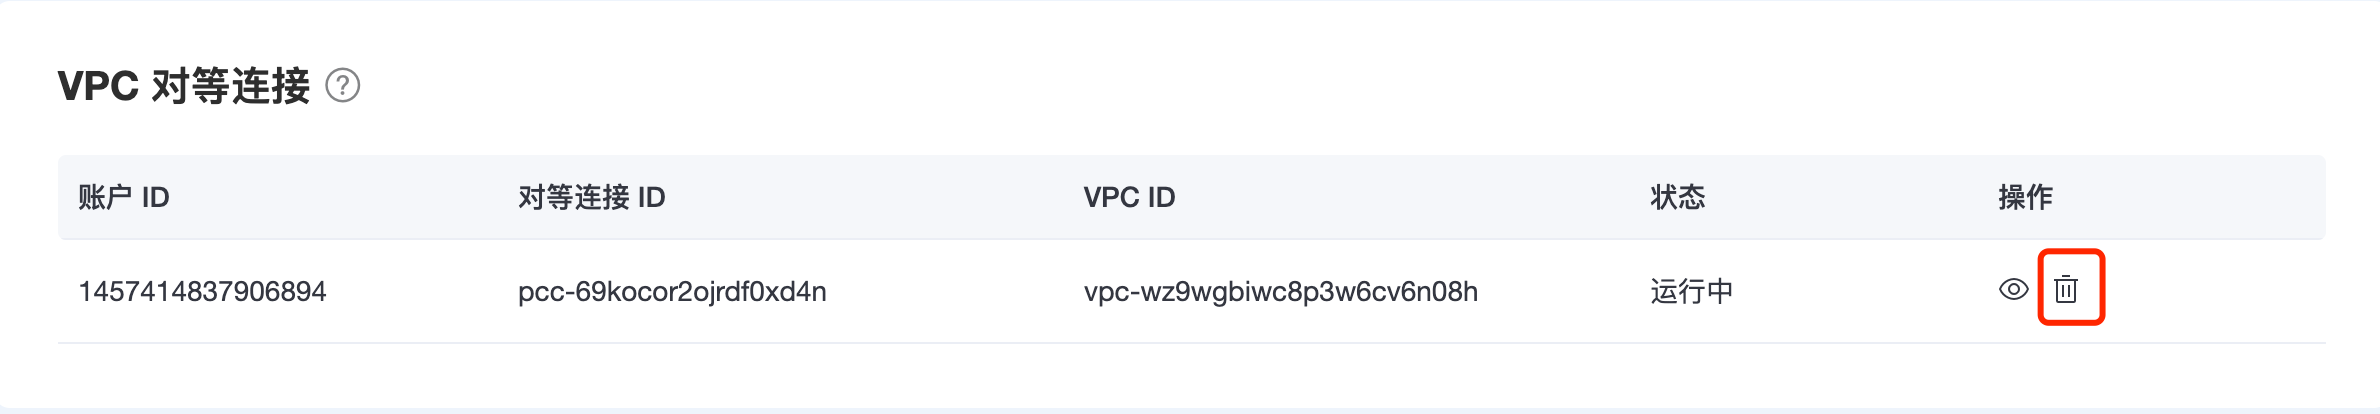 VPC 对等连接 ?
账户 ID 对等连接 ID VPC ID 状态 操作
1457414837906894 pcc-69kocor2ojrdf0xd4n vpc-wz9wgbiwc8p3w6cv6n08h 运行中